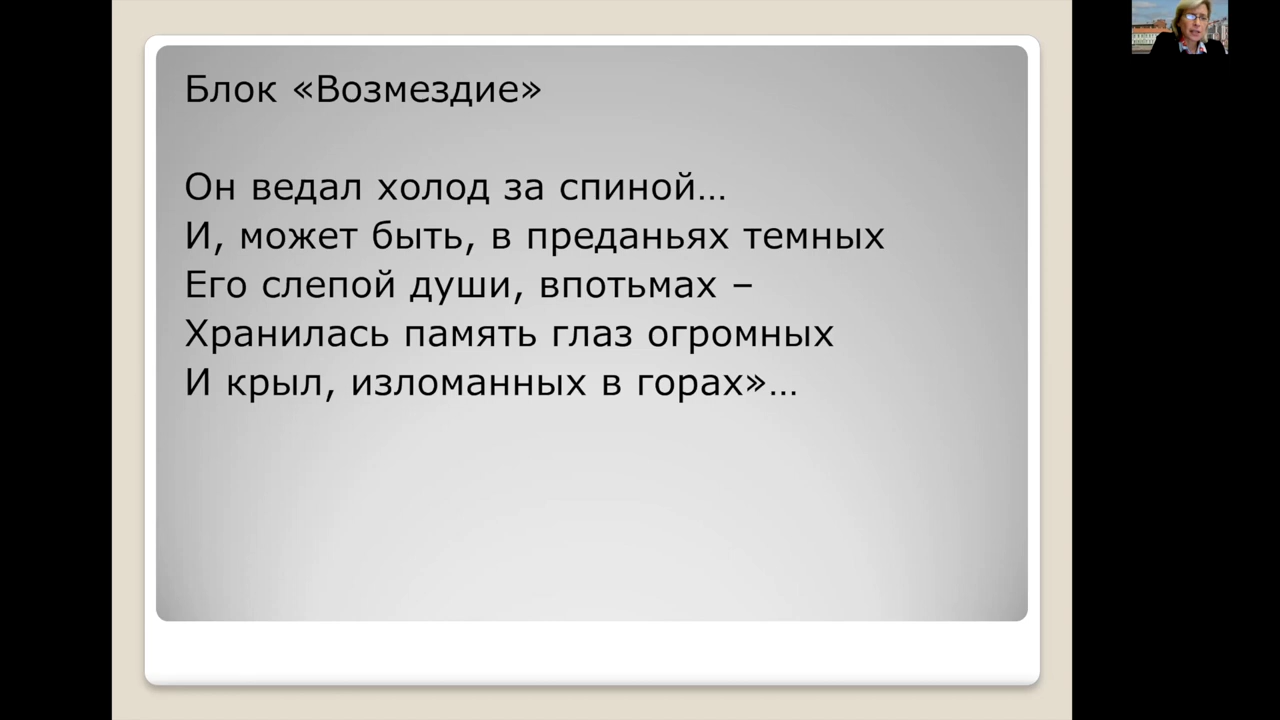 Блок «Возмездие»
Он ведал холод за спиной…
И, может быть, в преданьях темных
Его слепой души, впотьмах –
Хранилась память глаз огромных
И крыл, изломанных в горах»…